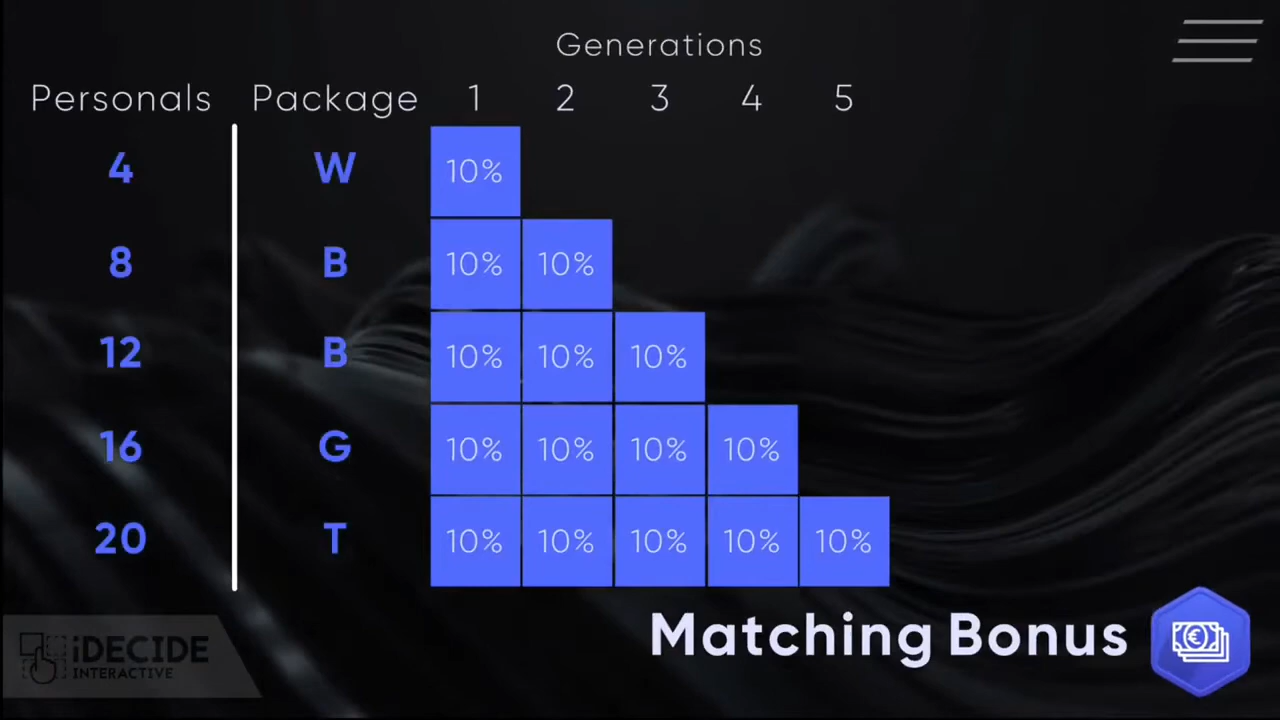 Generations
Personals Package 1 2 3 4 5
4 W 10%
8 B 10% 10%
12 B 10% 10% 10%
16 G 10% 10% 10% 10%
20 T 10% 10% 10% 10% 10%
Matching Bonus
€
iDECIDE
INTERACTIVE